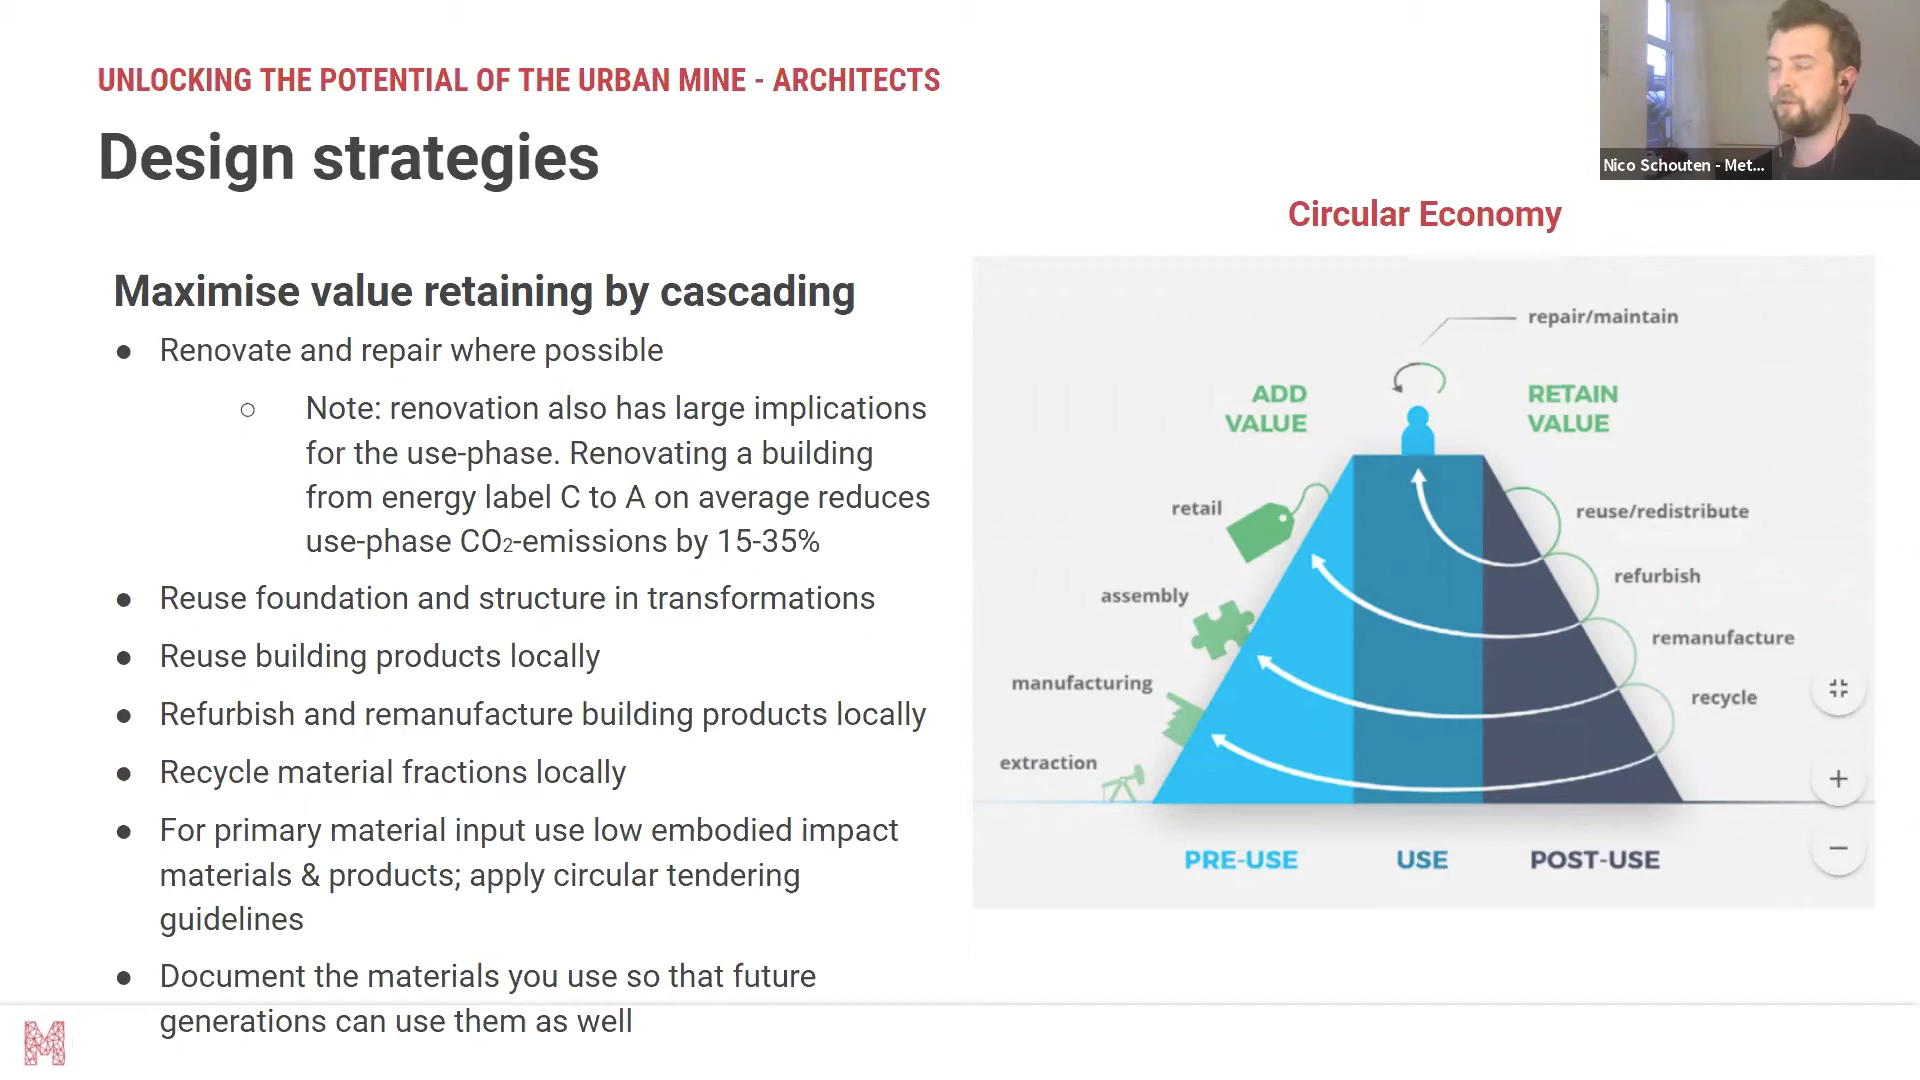 UNLOCKING THE POTENTIAL OF THE URBAN MINE - ARCHITECTS
Design strategies
Nico Schouten - Met...
Maximise value retaining by cascading
● Renovate and repair where possible
○ Note: renovation also has large implications
for the use-phase. Renovating a building
from energy label C to A on average reduces
use-phase CO₂-emissions by 15-35%
● Reuse foundation and structure in transformations
● Reuse building products locally
● Refurbish and remanufacture building products locally
● Recycle material fractions locally
● For primary material input use low embodied impact
materials & products; apply circular tendering
guidelines
● Document the materials you use so that future
generations can use them as well
Circular Economy
repair/maintain
ADD
VALUE
RETAIN
VALUE
retail
reuse/redistribute
assembly
refurbish
manufacturing
remanufacture
extraction
recycle
PRE-USE
USE
POST-USE
M